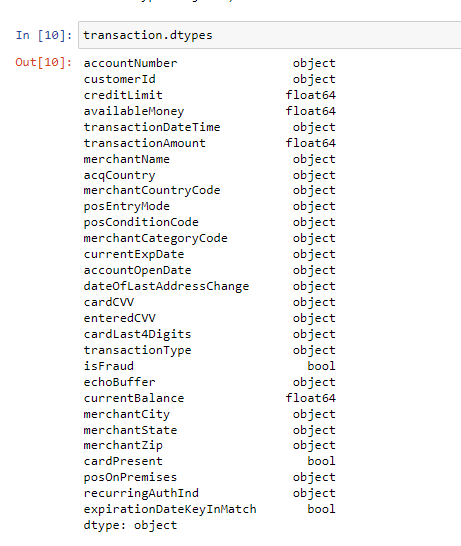 In [10]: transaction.dtypes
Out[10]: accountNumber object
customerId object
creditLimit float64
availableMoney float64
transactionDateTime object
transactionAmount float64
merchantName object
acqCountry object
merchantCountryCode object
posEntryMode object
posConditionCode object
merchantCategoryCode object
currentExpDate object
accountOpenDate object
dateOfLastAddressChange object
cardCVV object
enteredCVV object
cardLast4Digits object
transactionType object
isFraud bool
echoBuffer object
currentBalance float64
merchantCity object
merchantState object
merchantZip object
cardPresent bool
posOnPremises object
recurringAuthInd object
expirationDateKeyInMatch bool
dtype: object